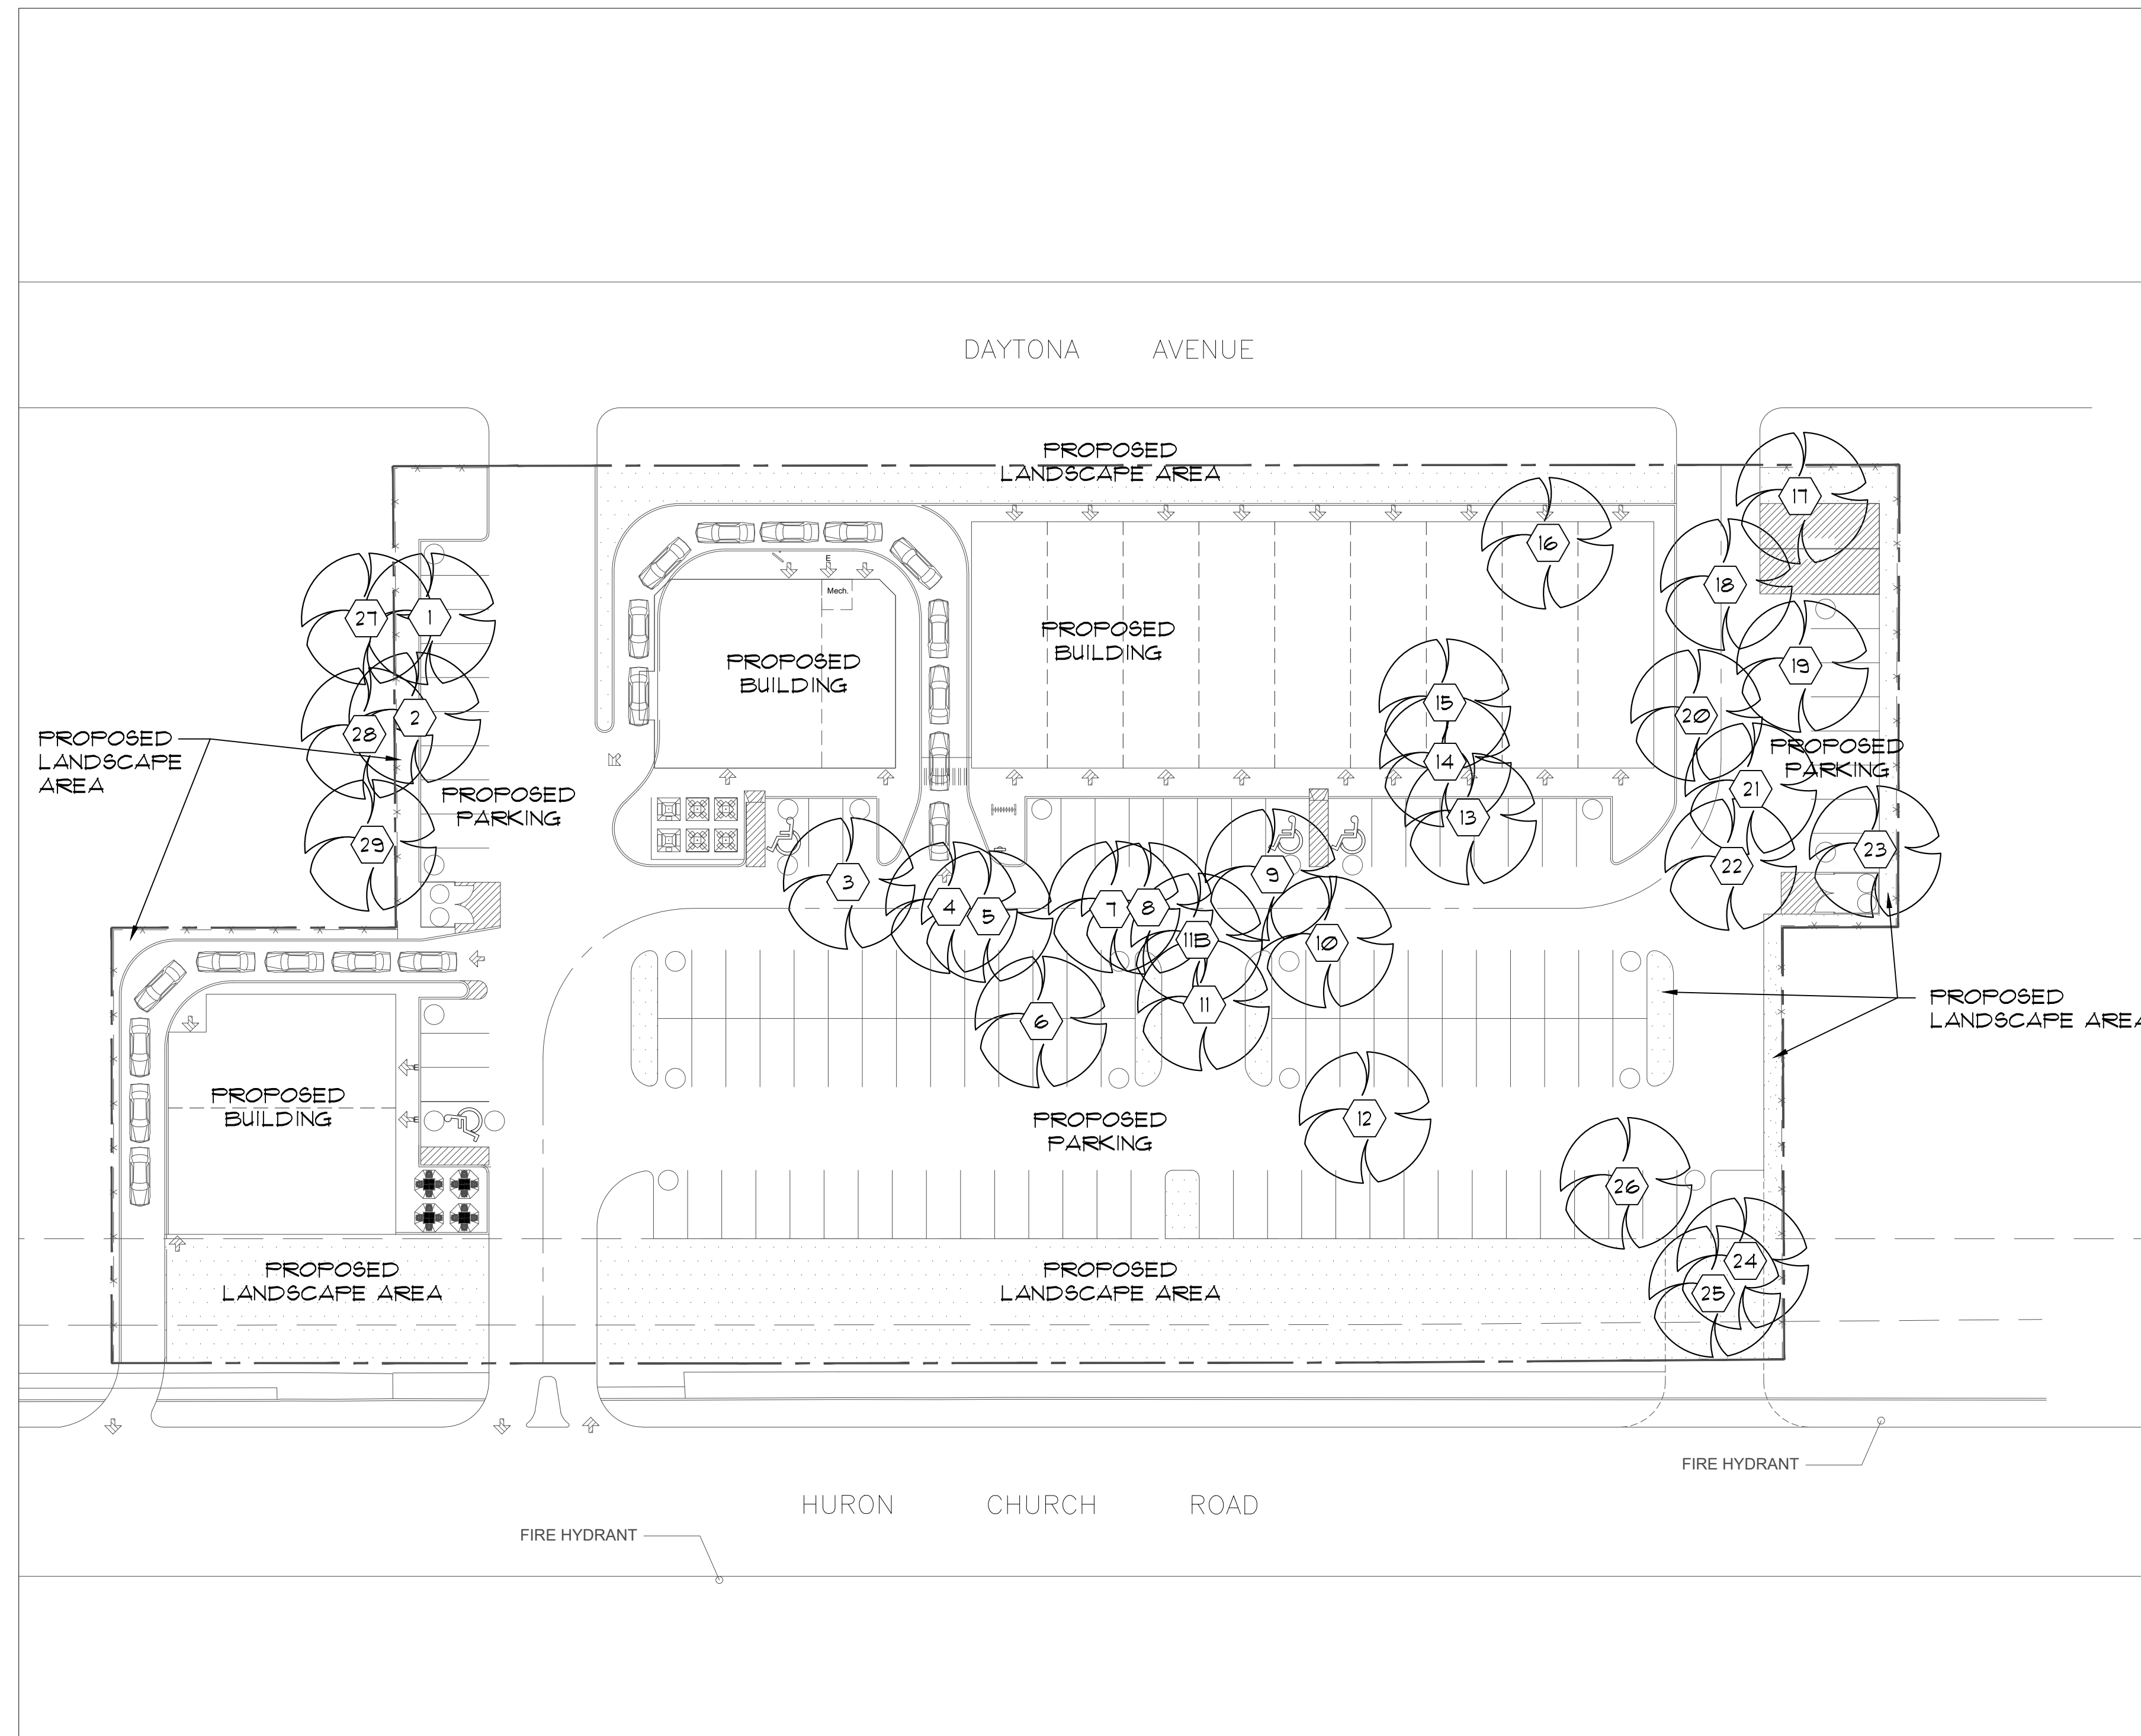 DAYTONA AVENUE
PROPOSED
LANDSCAPE AREA
17
16
E
18
Mech.
27
1
PROPOSED
BUILDING
PROPOSED
BUILDING
19
15
2
20
28
PROPOSED
LANDSCAPE
AREA
PROPOSED
PARKING
14
21
PROPOSED
PARKING
13
29
23
22
3
9
4
5
7
8
11B
10
PROPOSED
LANDSCAPE AREA
11
6
E
PROPOSED
BUILDING
E
PROPOSED
PARKING
12
26
24
25
PROPOSED
LANDSCAPE AREA
PROPOSED
LANDSCAPE AREA
FIRE HYDRANT
HURON CHURCH ROAD
FIRE HYDRANT